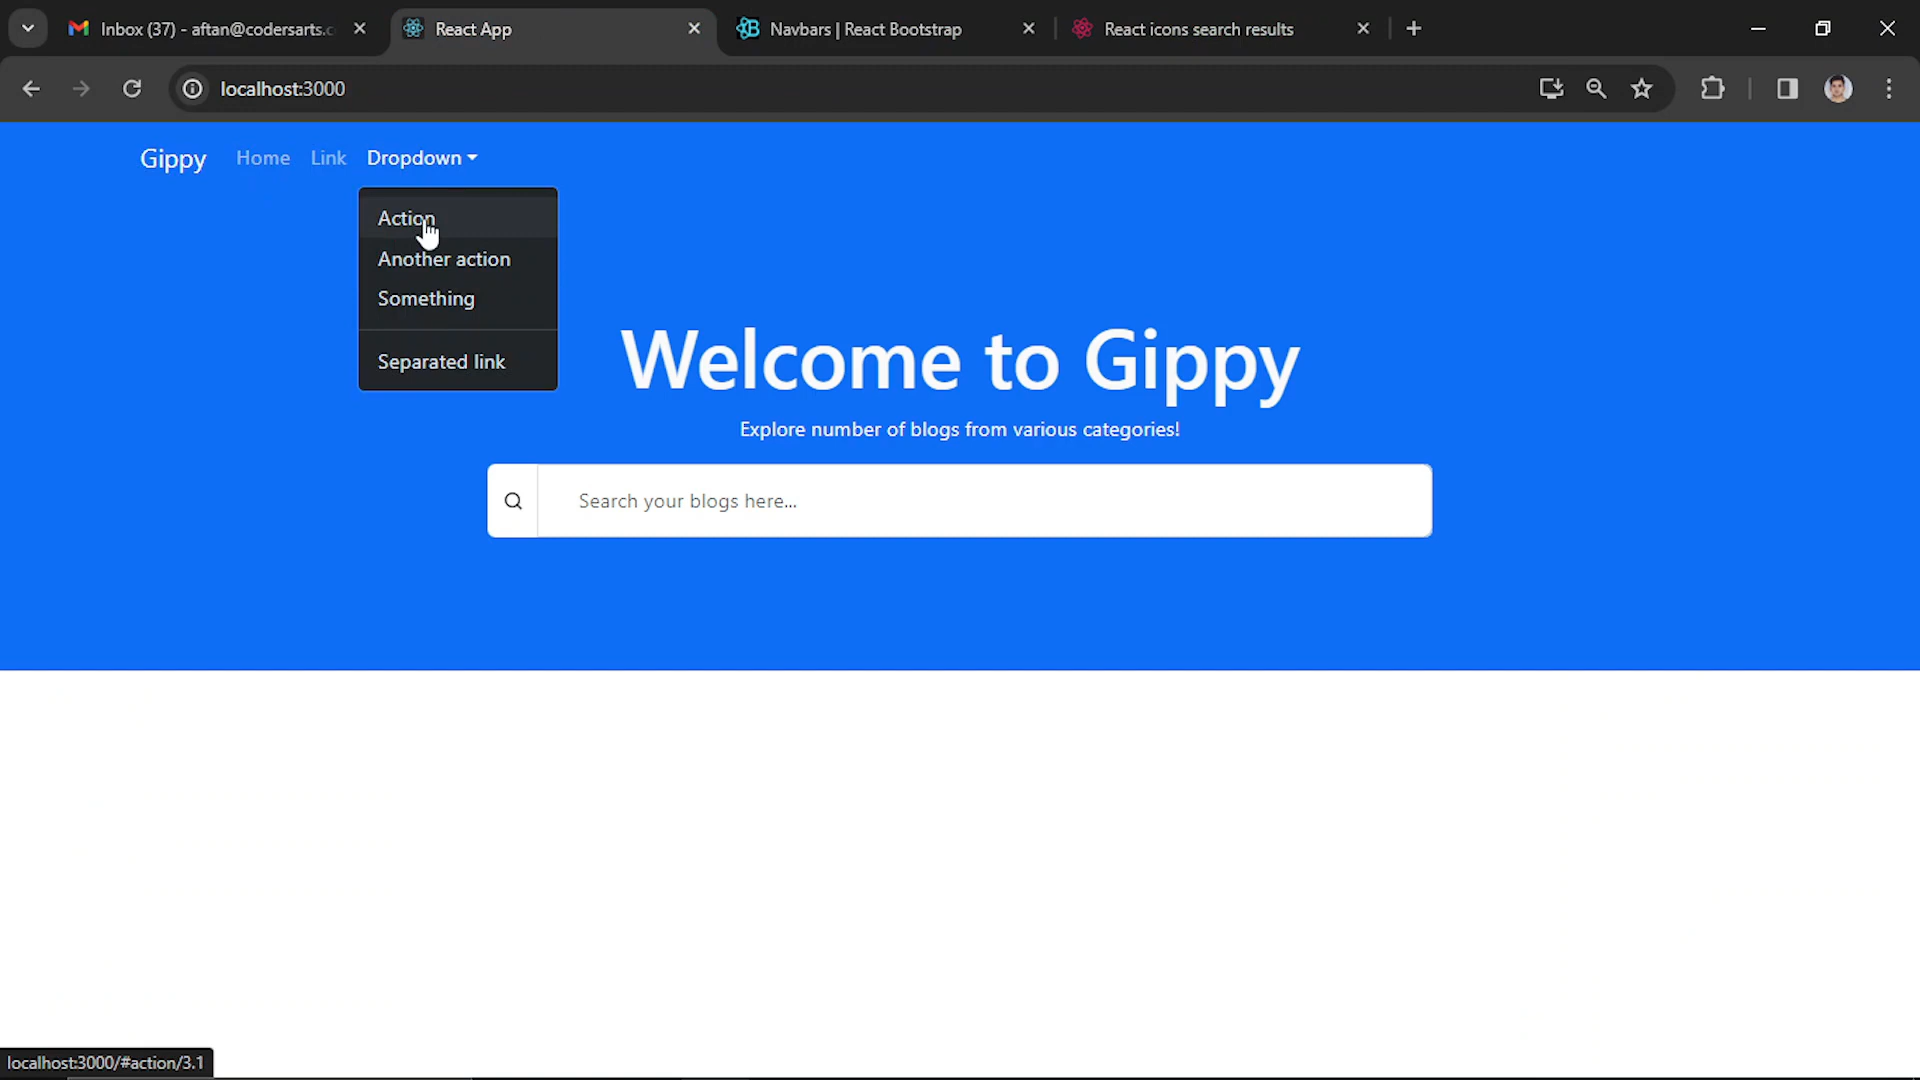 Inbox (37) - aftan@codersarts.c
React App
Navbars | React Bootstrap
React icons search results
localhost:3000
Gippy Home Link Dropdown
Action
Another action
Something
Separated link
Welcome to Gippy
Explore number of blogs from various categories!
Search your blogs here...
localhost:3000/#action/3.1